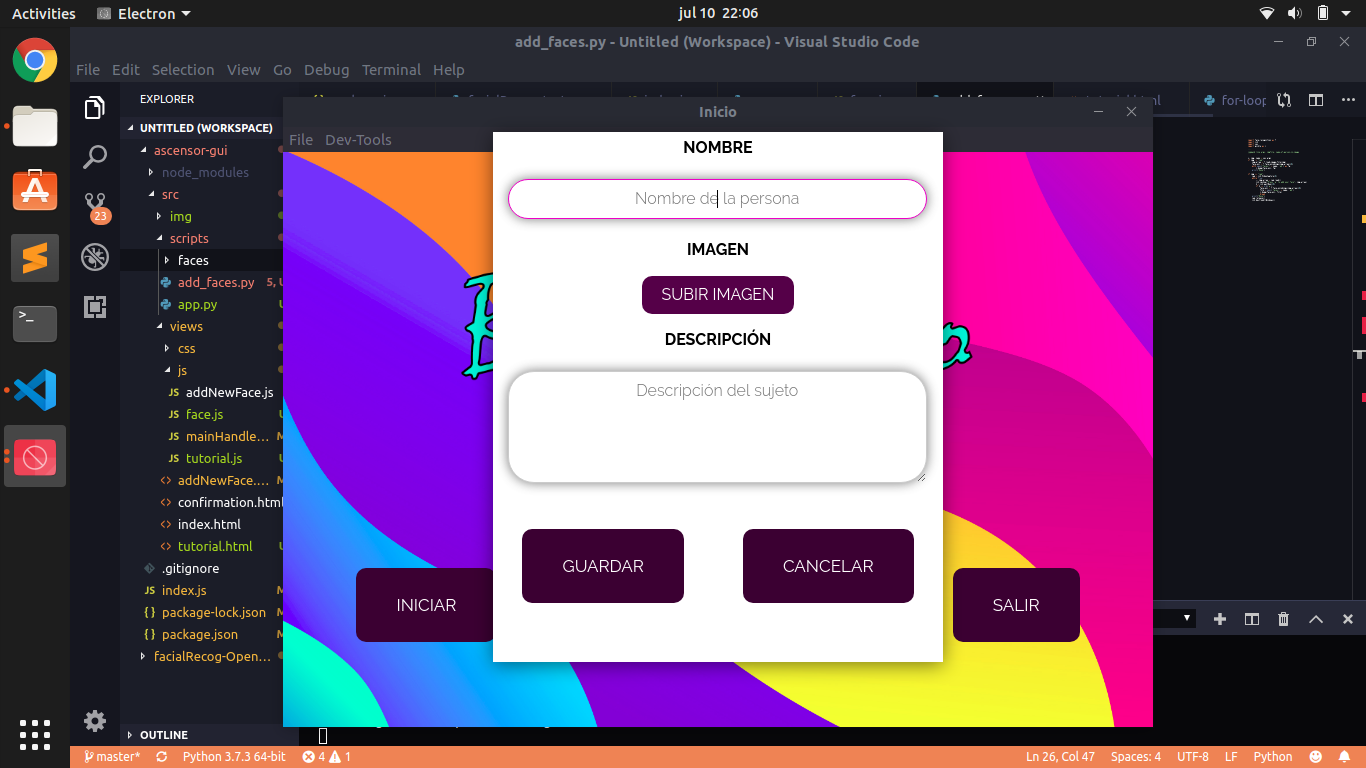 Activities
Electron
jul 10 22:06
add_faces.py - Untitled (Workspace) - Visual Studio Code
File Edit Selection View Go Debug Terminal Help
EXPLORER
for-loop
UNTITLED (WORKSPACE)
ascensor-gui
node_modules
src
img
scripts
faces
add_faces.py 5,
app.py
views
css
js
JS addNewFace.js
JS face.js
JS mainHandle...
JS tutorial.js
addNewFace....
confirmation.html
index.html
tutorial.html
.gitignore
JS index.js
{ } package-lock.json
{ } package.json
facialRecog-Open...
OUTLINE
23
>_
Inicio
File Dev-Tools
NOMBRE
Nombre de la persona
IMAGEN
SUBIR IMAGEN
DESCRIPCIÓN
Descripción del sujeto
GUARDAR
CANCELAR
INICIAR
SALIR
master*
Python 3.7.3 64-bit
4
1
Ln 26, Col 47
Spaces: 4
UTF-8
LF
Python